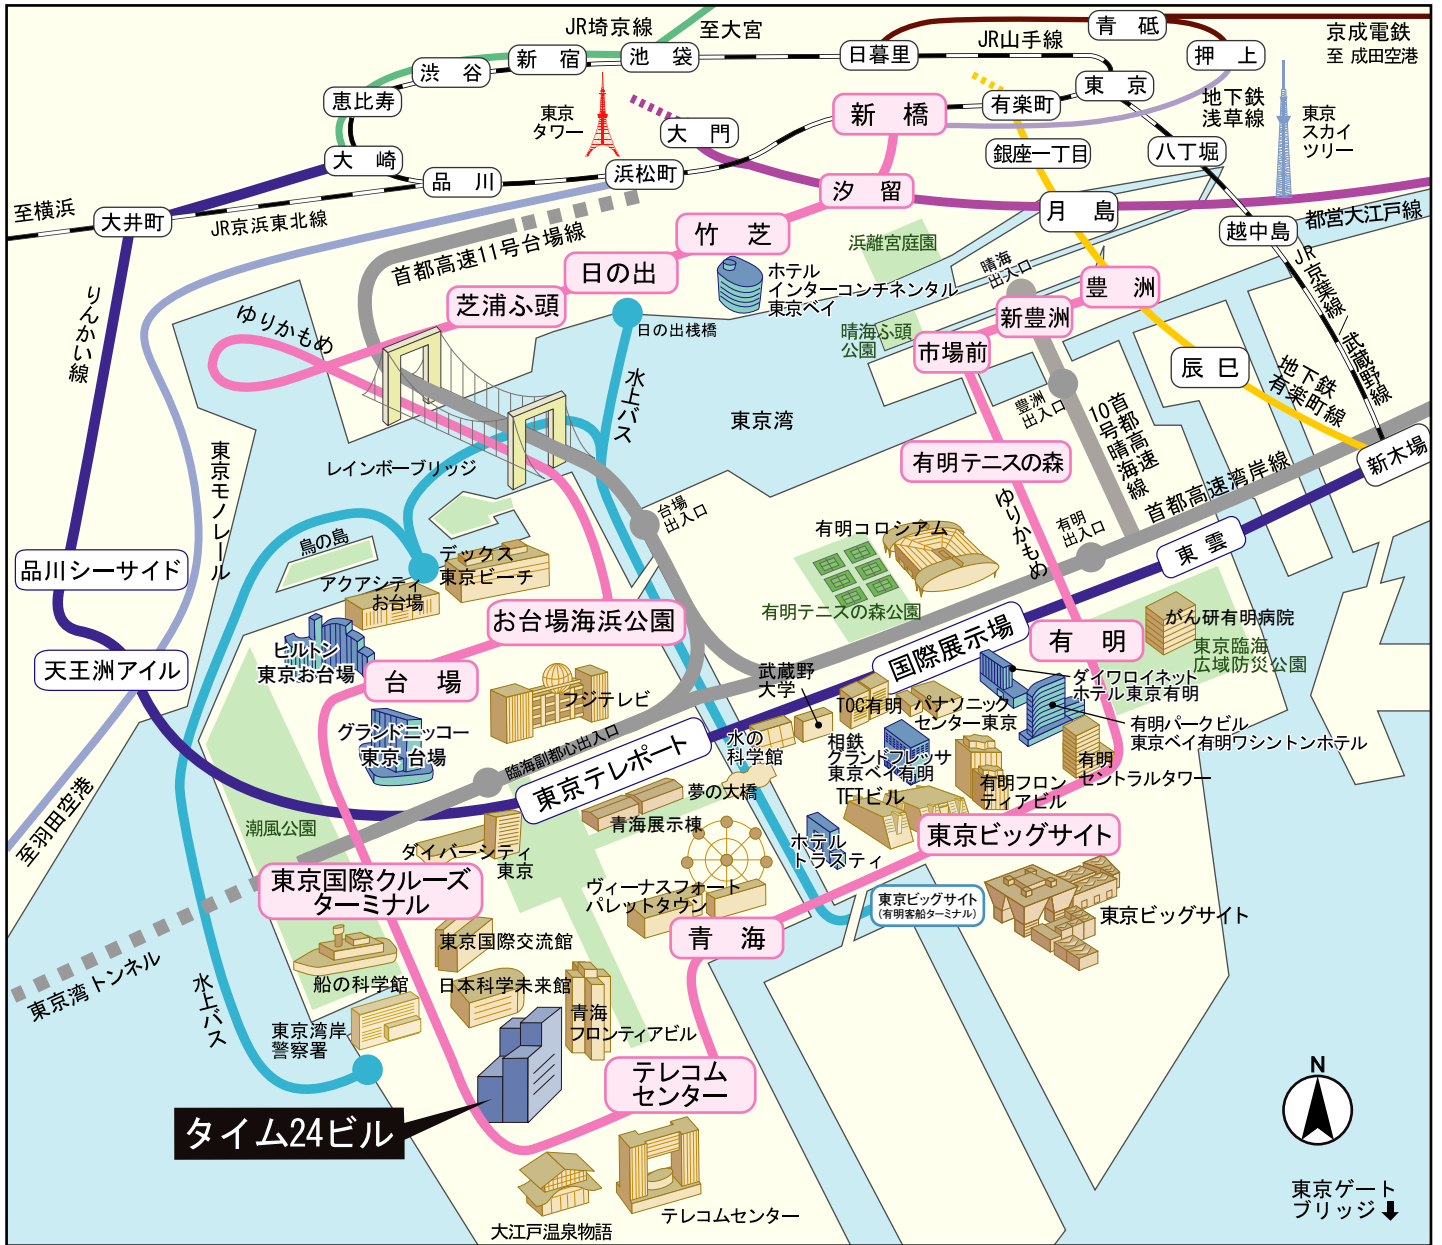 JR埼京線
至大宮
青　砥
京成電鉄
至 成田空港
新　宿
池　袋
日暮里
JR山手線
押　上
渋　谷
恵比寿
東　京
有楽町
新　橋
地下鉄
浅草線
東京
タワー
東京
スカイ
ツリー
大　門
大　崎
銀座一丁目
八丁堀
品　川
浜松町
汐　留
月　島
至横浜
大井町
JR京浜東北線
都営大江戸線
越中島
竹　芝
浜離宮庭園
首都高速11号台場線
日の出
ホテル
インターコンチネンタル
東京ベイ
晴海
出入口
豊　洲
JR京葉線/武蔵野線
りんかい線
ゆりかもめ
芝浦ふ頭
日の出桟橋
新豊洲
晴海ふ頭
公園
市場前
辰　巳
地下鉄
有楽町線
水上バス
東京湾
豊洲
出入口
10号晴海線
首都高速
新木場
レインボーブリッジ
有明テニスの森
首都高速湾岸線
東京モノレール
台場
出入口
ゆりかもめ
有明
出入口
有明コロシアム
鳥の島
デックス
東京ビーチ
東　雲
品川シーサイド
アクアシティ
お台場
有明テニスの森公園
お台場海浜公園
国際展示場
有　明
がん研有明病院
東京臨海
広域防災公園
天王洲アイル
ヒルトン
東京お台場
台　場
フジテレビ
武蔵野
大学
TOC有明
パナソニック
センター東京
ダイワロイネット
ホテル東京有明
有明パークビル
東京ベイ有明ワシントンホテル
グランドニッコー
東京 台場
臨海副都心出入口
東京テレポート
水の
科学館
相鉄
グランドフレッサ
東京ベイ有明
有明
セントラルタワー
有明フロン
ティアビル
TFTビル
夢の大橋
青海展示棟
至羽田空港
潮風公園
ダイバーシティ
東京
ホテル
トラスティ
東京ビッグサイト
東京国際クルーズ
ターミナル
ヴィーナスフォート
パレットタウン
東京ビッグサイト
(有明客船ターミナル)
東京ビッグサイト
青　海
東京国際交流館
東京湾トンネル
水上バス
船の科学館
日本科学未来館
青海
フロンティアビル
東京湾岸
警察署
テレコム
センター
タイム24ビル
N
東京ゲート
ブリッジ
大江戸温泉物語
テレコムセンター